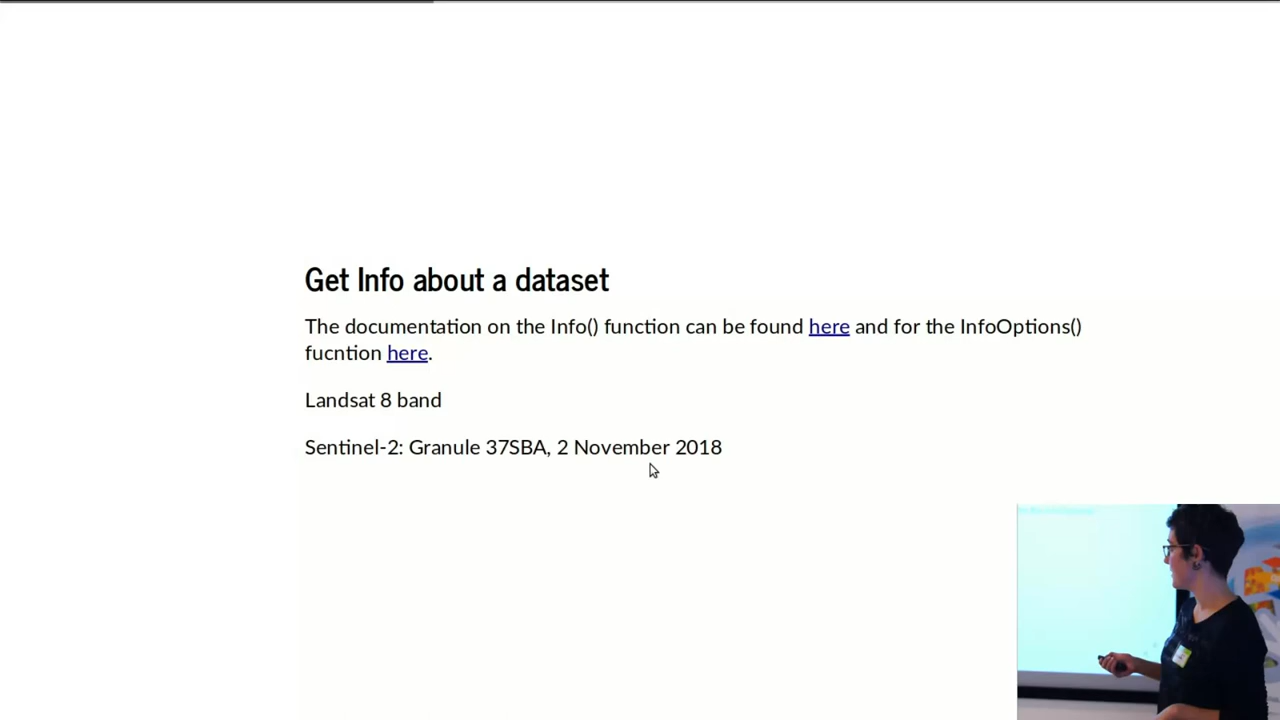 Get Info about a dataset
The documentation on the Info() function can be found here and for the InfoOptions()
fucntion here.
Landsat 8 band
Sentinel-2: Granule 37SBA, 2 November 2018